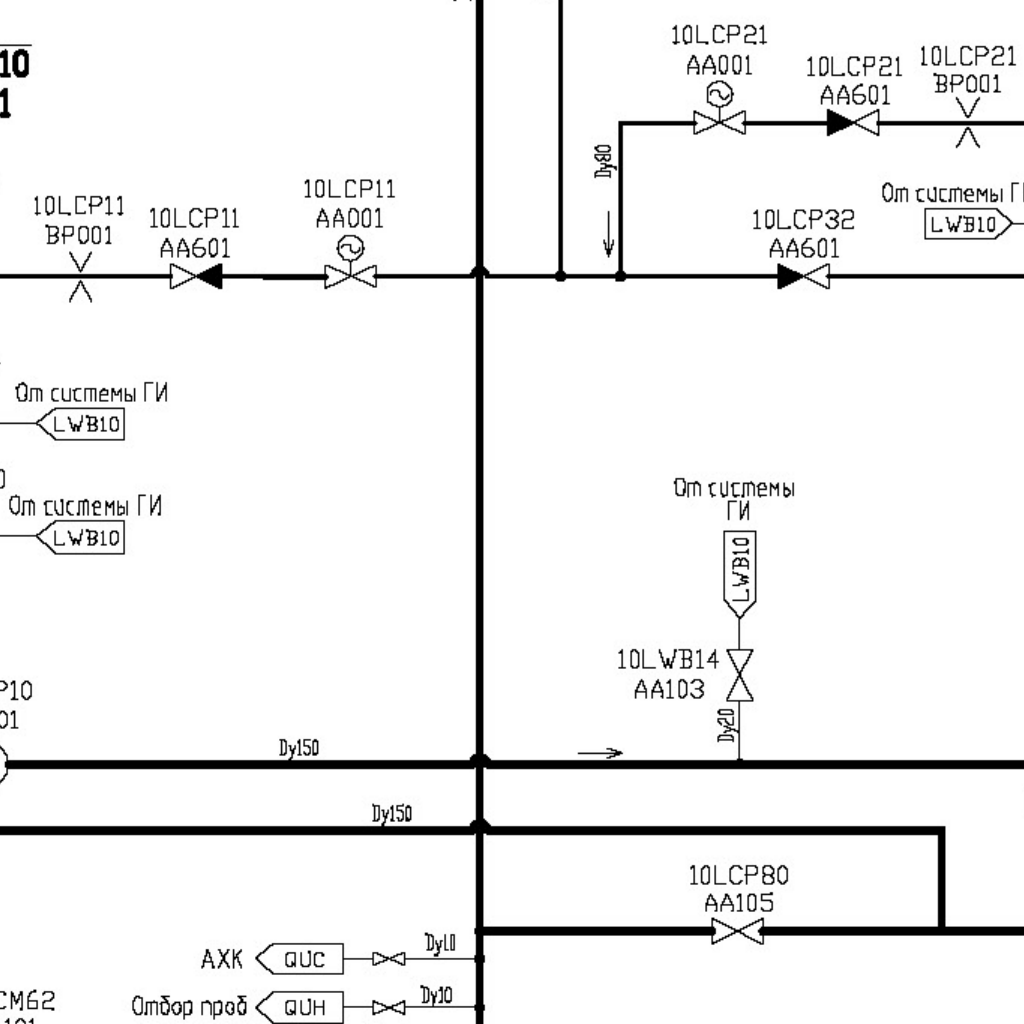 10
1
10LCP21
AA001
10LCP21
AA601
10LCP21
BP001
Dy80
От системы ГИ
LWB10
10LCP11
BP001
10LCP11
AA601
10LCP11
AA001
10LCP32
AA601
От системы ГИ
LWB10
От системы ГИ
LWB10
От системы
ГИ
LWB10
10LWB14
AA103
Dy20
P10
01
Dy150
Dy150
10LCP80
AA105
АХК
QUC
Dy10
Отбор проб
QUH
Dy10
CM62